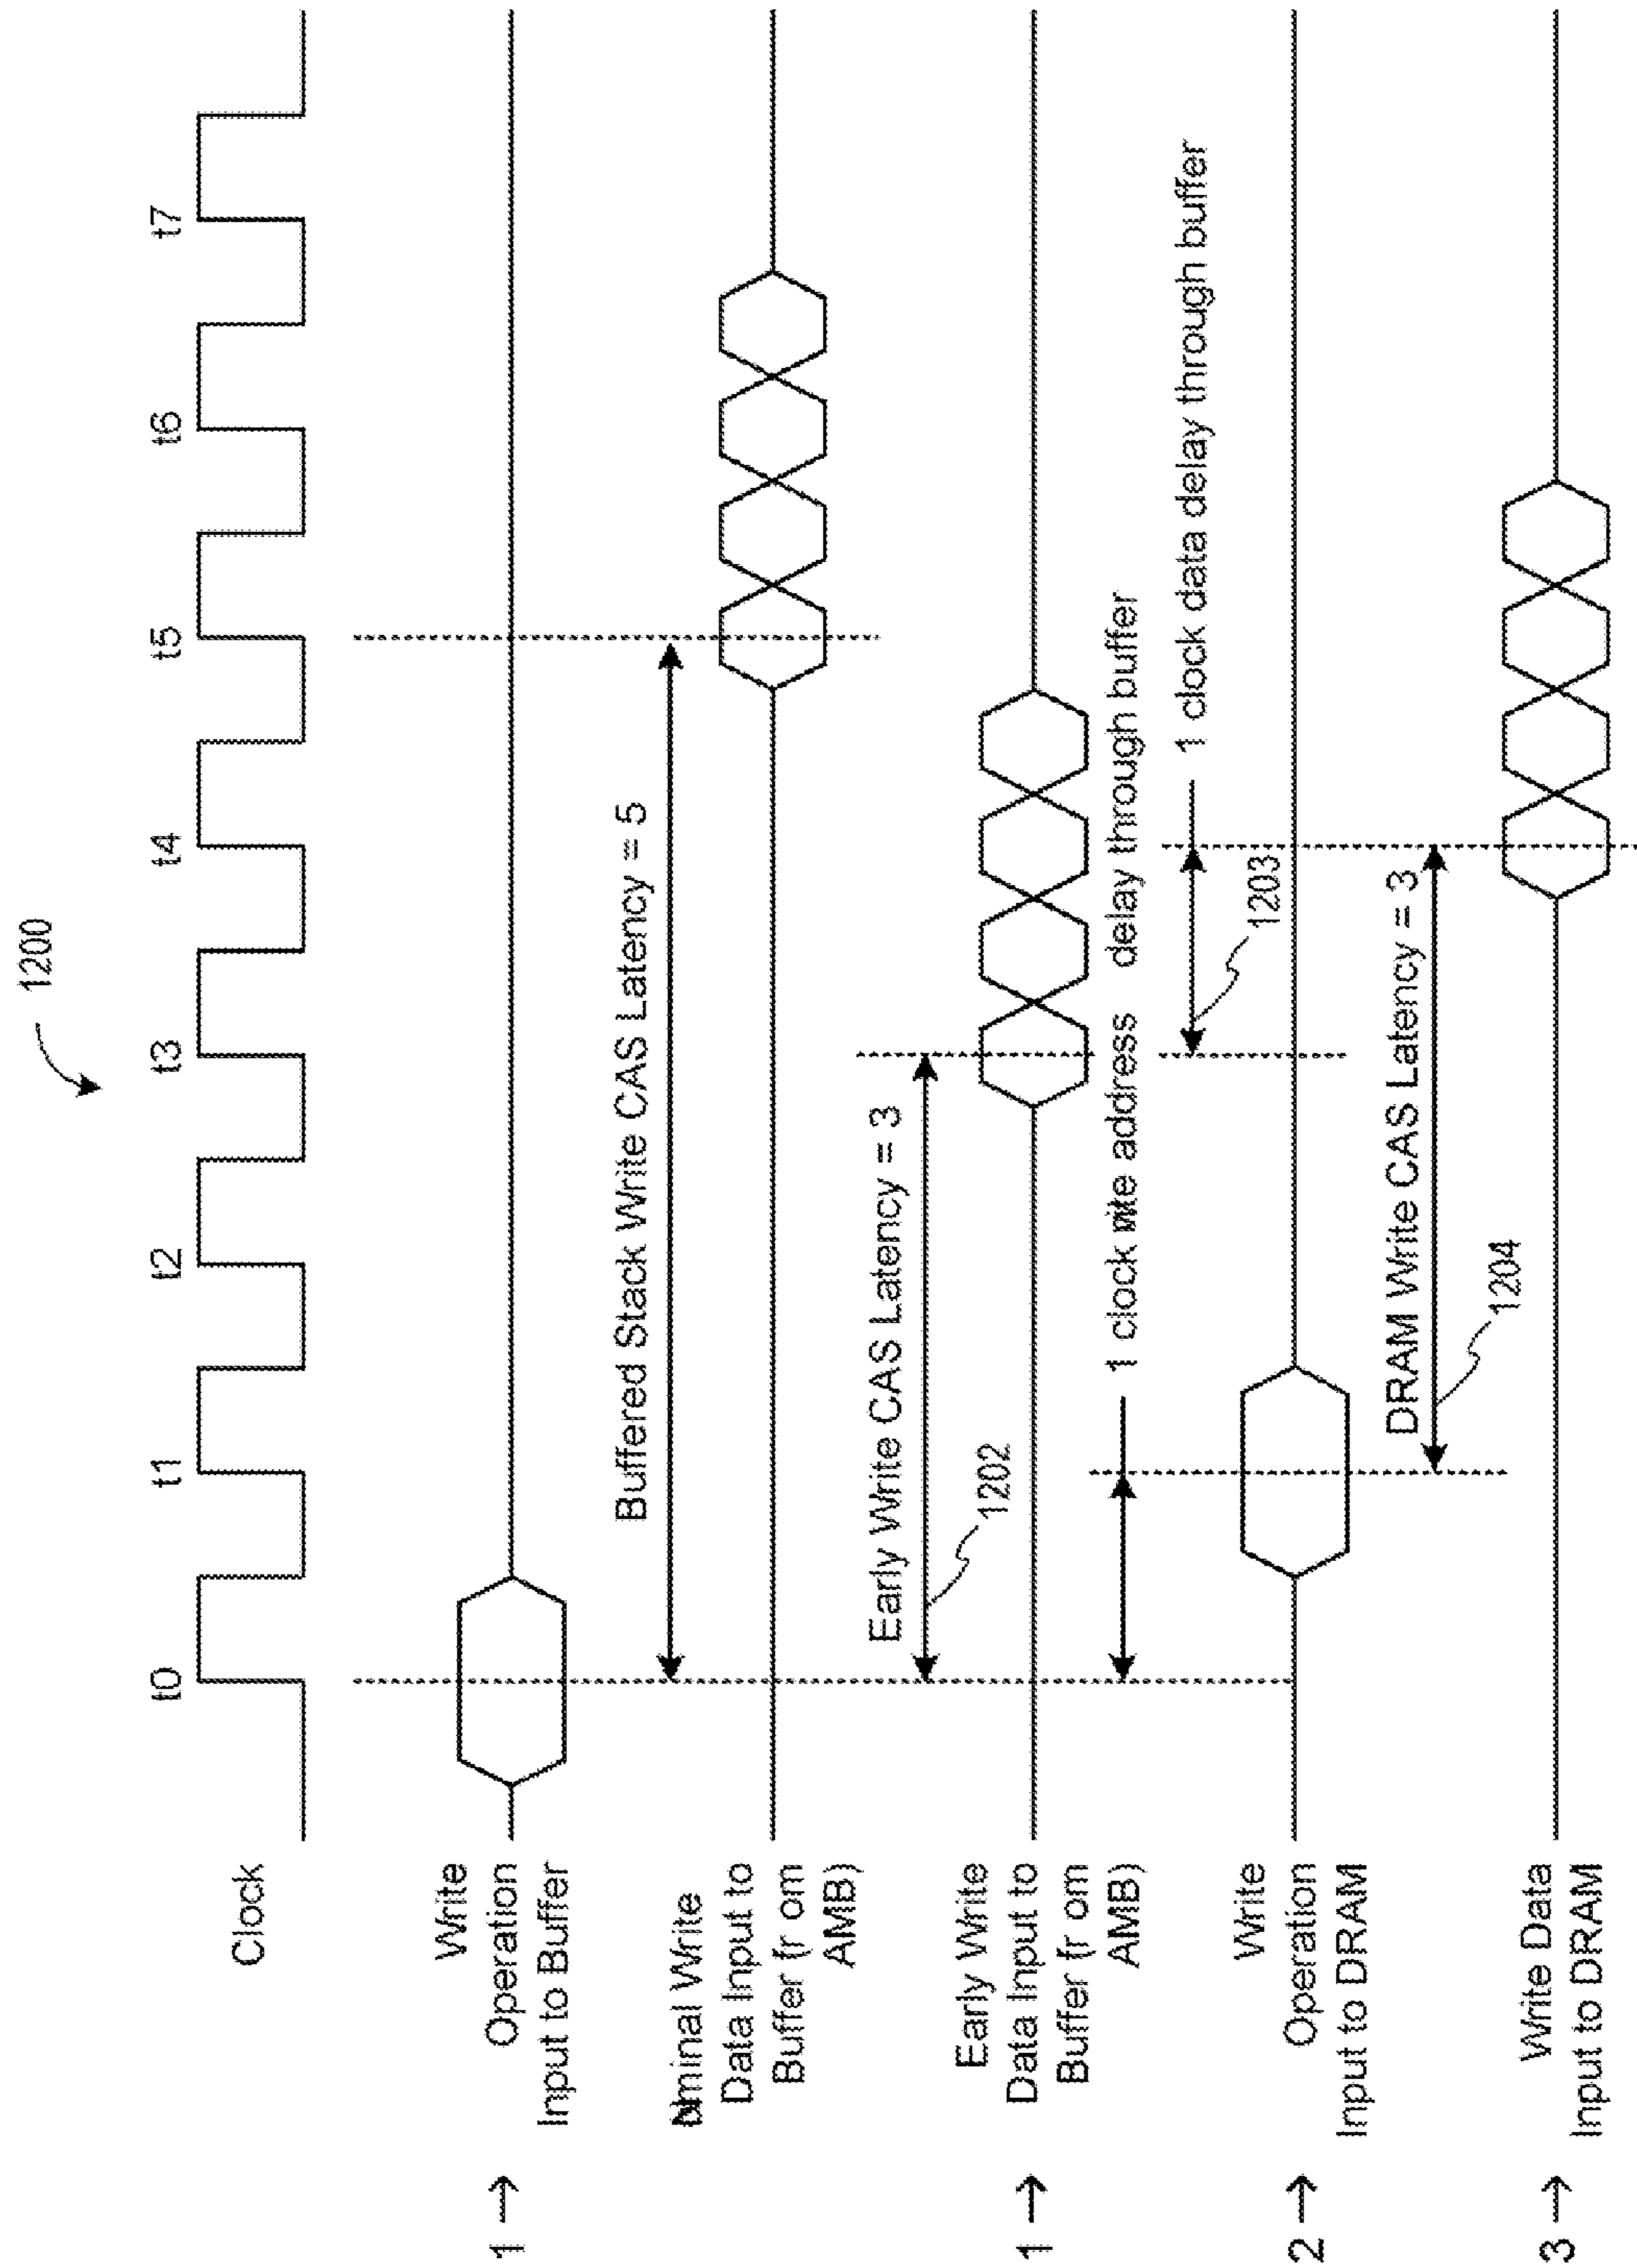 1200
t0 t1 t2 t3 t4 t5 t6 t7
Clock
1 →
Write
Operation
Input to Buffer
Buffered Stack Write CAS Latency = 5
Write
Data Input to
Buffer (r om
AMB)
Early Write CAS Latency = 3
1202
1 →
Early Write
Data Input to
Buffer (r om
AMB)
1 clock address delay through buffer
1 clock data delay through buffer
1203
2 →
Write
Operation
Input to DRAM
DRAM Write CAS Latency = 3
1204
3 →
Write Data
Input to DRAM